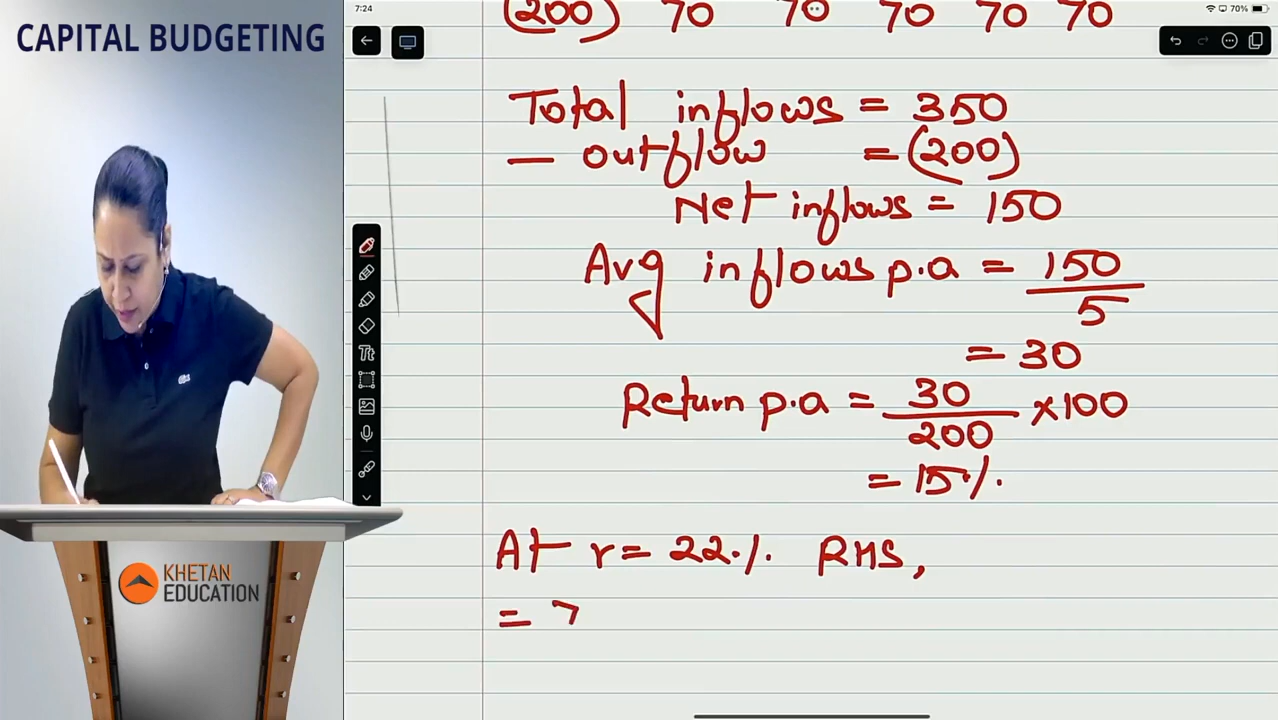 CAPITAL BUDGETING
7:24
70%
(200) 70 70 70 70 70
Total inflows = 350
— outflow = (200)
Net inflows = 150
Avg inflows p.a = 150
5
= 30
Return p.a = 30 ×100
200
= 15%
At r = 22% RHS,
= 7
Tt
KHETAN
EDUCATION